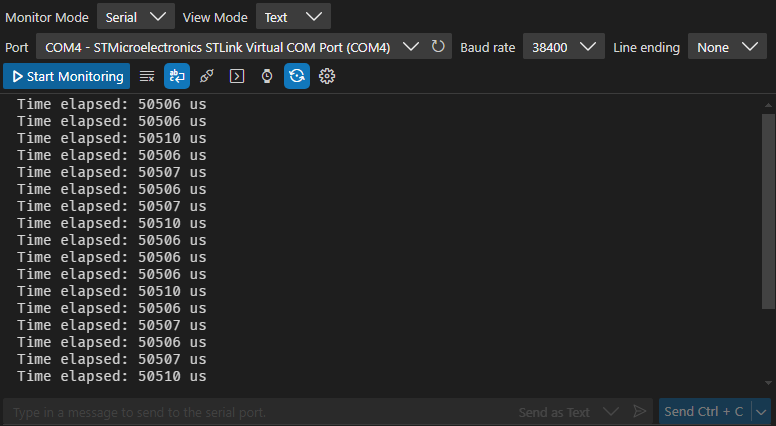 Monitor Mode Serial View Mode Text
Port COM4 - STMicroelectronics STLink Virtual COM Port (COM4) Baud rate 38400 Line ending None
Start Monitoring
Time elapsed: 50506 us
Time elapsed: 50506 us
Time elapsed: 50510 us
Time elapsed: 50506 us
Time elapsed: 50507 us
Time elapsed: 50506 us
Time elapsed: 50507 us
Time elapsed: 50510 us
Time elapsed: 50506 us
Time elapsed: 50506 us
Time elapsed: 50506 us
Time elapsed: 50510 us
Time elapsed: 50506 us
Time elapsed: 50507 us
Time elapsed: 50506 us
Time elapsed: 50507 us
Time elapsed: 50510 us
Type in a message to send to the serial port. Send as Text Send Ctrl + C